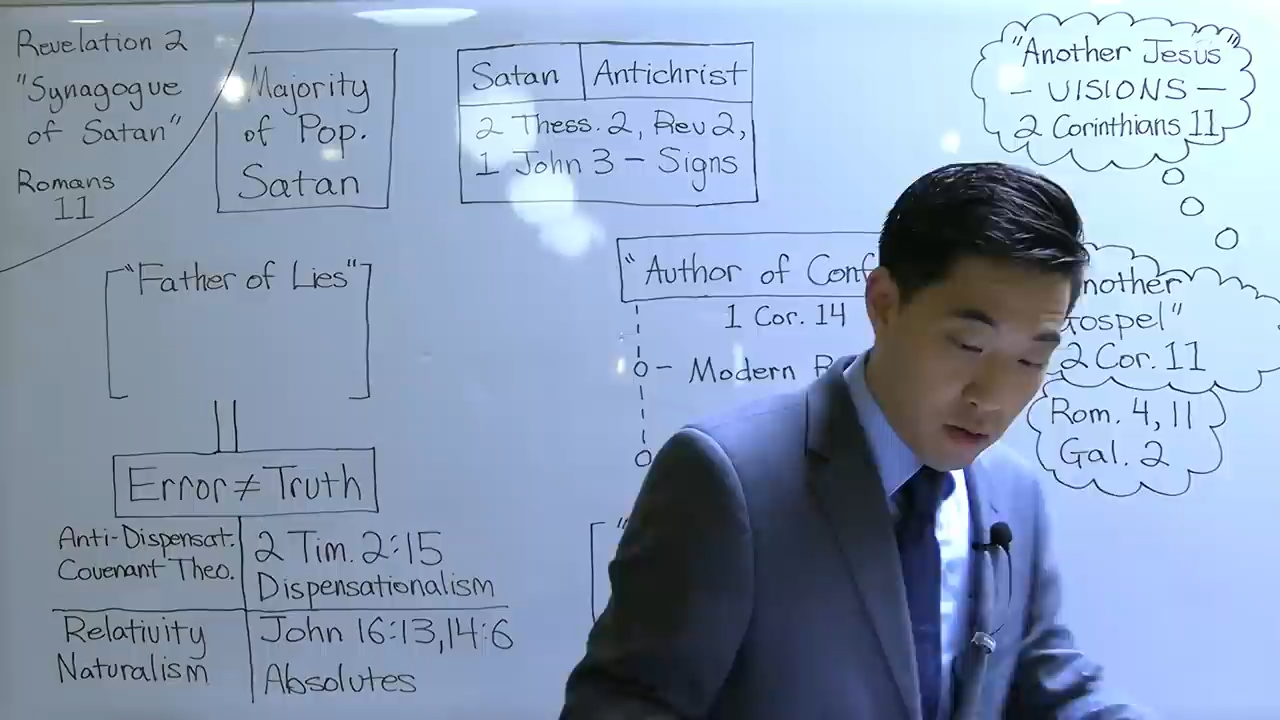 Revelation 2
"Synagogue
of Satan"
Romans
11
Majority
of Pop.
Satan
Satan
Antichrist
2 Thess. 2, Rev 2,
1 John 3 - Signs
"Another Jesus"
- VISIONS -
2 Corinthians 11
"Father of Lies"
"Author of
1 Cor. 14
- Modern
2 Cor. 11
Rom. 4, 11
Gal. 2
Error ≠ Truth
Anti-Dispensat.
Covenant Theo.
2 Tim. 2:15
Dispensationalism
Relativity
Naturalism
John 16:13, 14:6
Absolutes